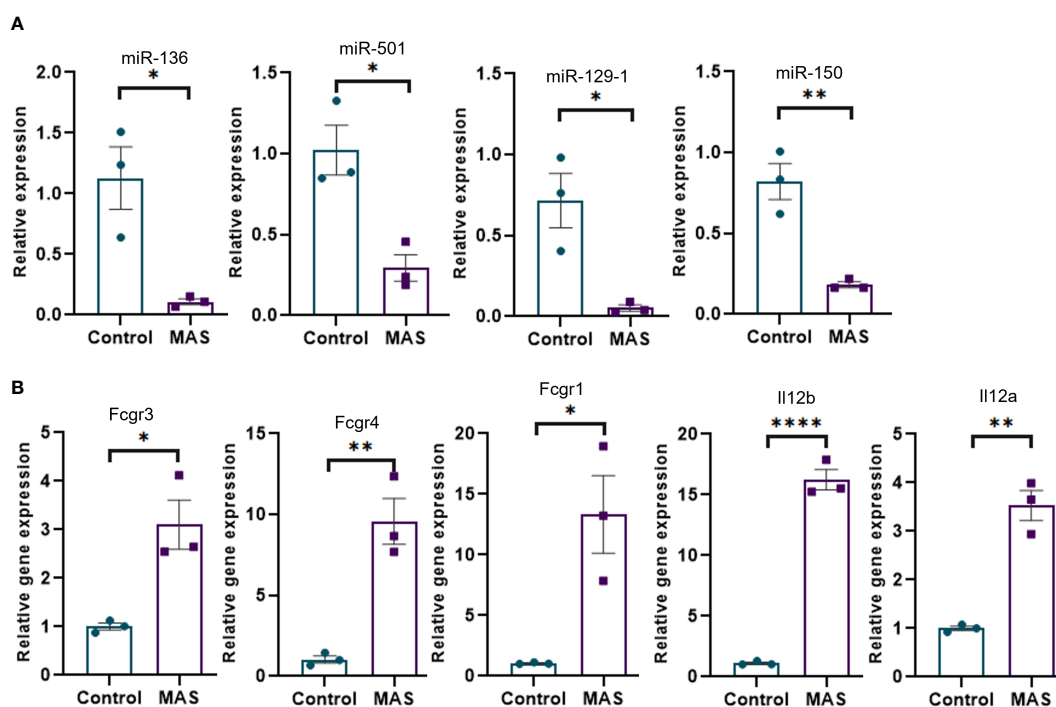 A
miR-136
*
2.0
1.5
1.0
0.5
0.0
Relative expression
Control MAS
miR-501
*
1.5
1.0
0.5
0.0
Relative expression
Control MAS
miR-129-1
*
1.5
1.0
0.5
0.0
Relative expression
Control MAS
miR-150
**
1.5
1.0
0.5
0.0
Relative expression
Control MAS
B
Fcgr3
*
5
4
3
2
1
0
Relative gene expression
Control MAS
Fcgr4
**
15
10
5
0
Relative gene expression
Control MAS
Fcgr1
*
20
15
10
5
0
Relative gene expression
Control MAS
Il12b
****
20
15
10
5
0
Relative gene expression
Control MAS
Il12a
**
5
4
3
2
1
0
Relative gene expression
Control MAS